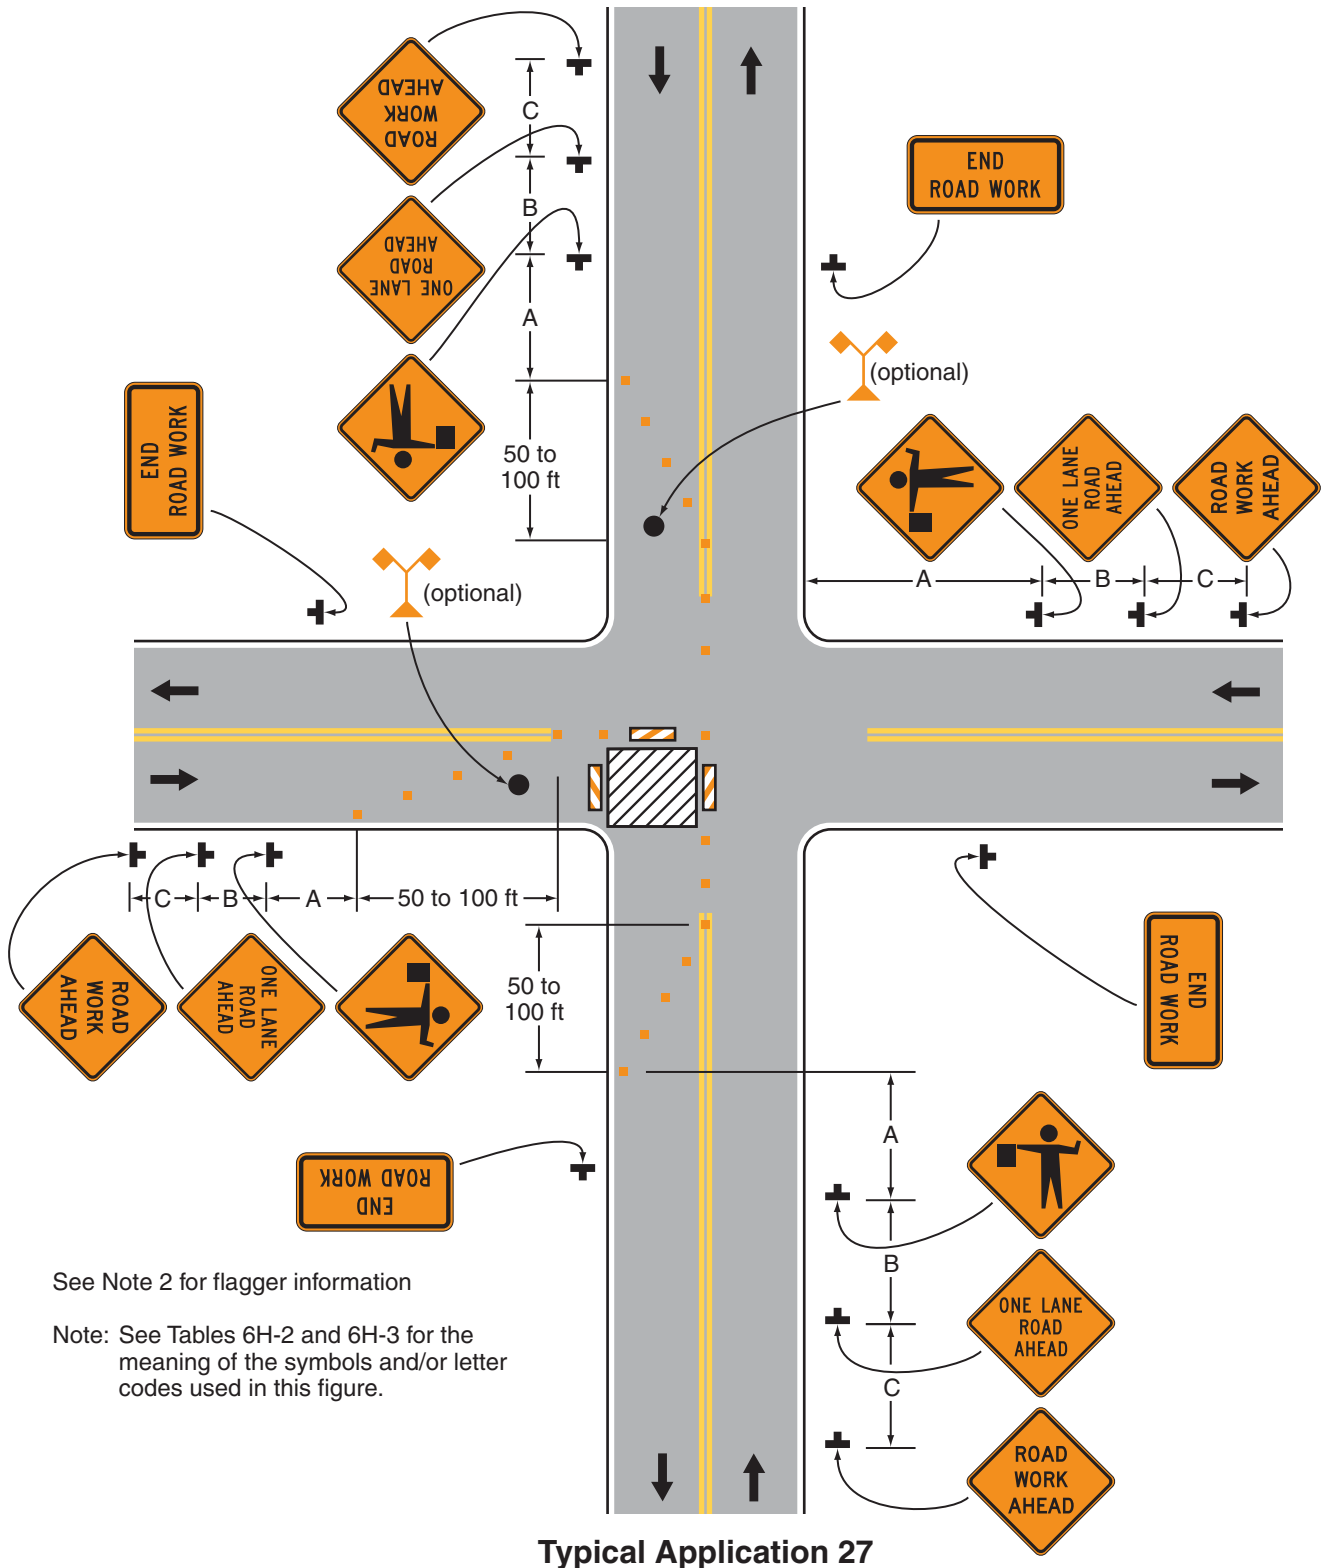 ROAD
WORK
AHEAD
C
END
ROAD WORK
B
ONE LANE
ROAD
AHEAD
A
(optional)
END
ROAD WORK
50 to
100 ft
ONE LANE
ROAD
AHEAD
ROAD
WORK
AHEAD
A
B
C
(optional)
C
B
A
50 to 100 ft
ROAD
WORK
AHEAD
ONE LANE
ROAD
AHEAD
50 to
100 ft
END
ROAD WORK
A
END
ROAD WORK
B
ONE LANE
ROAD
AHEAD
C
ROAD
WORK
AHEAD
See Note 2 for flagger information
Note: See Tables 6H-2 and 6H-3 for the
meaning of the symbols and/or letter
codes used in this figure.
Typical Application 27